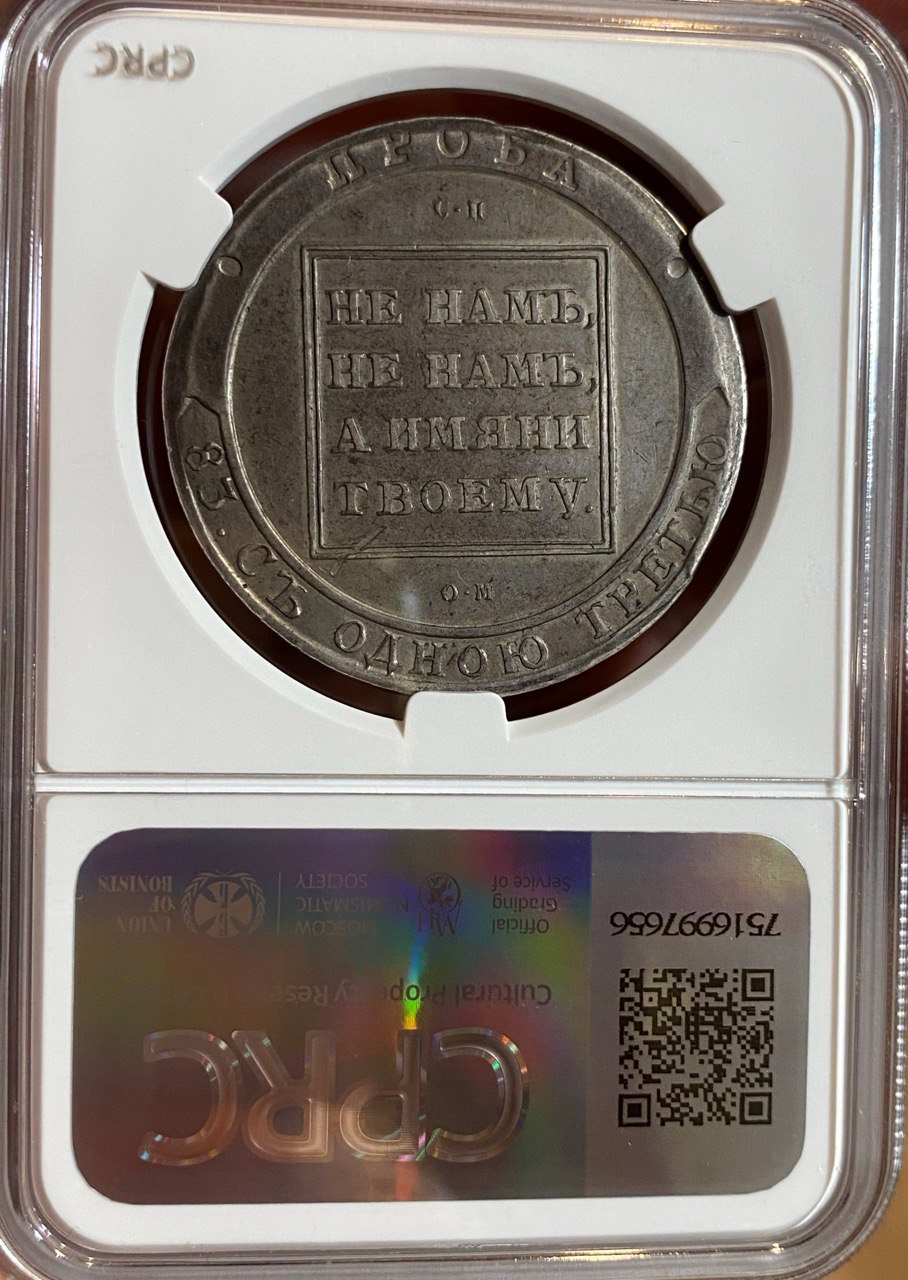 CPRC
ПРОБА
С·П
НЕ НАМЪ,
НЕ НАМЪ,
А ИМЯНИ
ТВОЕМУ.
О·М
83. СЪ ОДНОЮ ТРЕТЬЮ
CPRC
Cultural Property
Official
Grading
Service of
MOSCOW
NUMISMATIC
SOCIETY
UNION
OF
BONISTS
7516997656